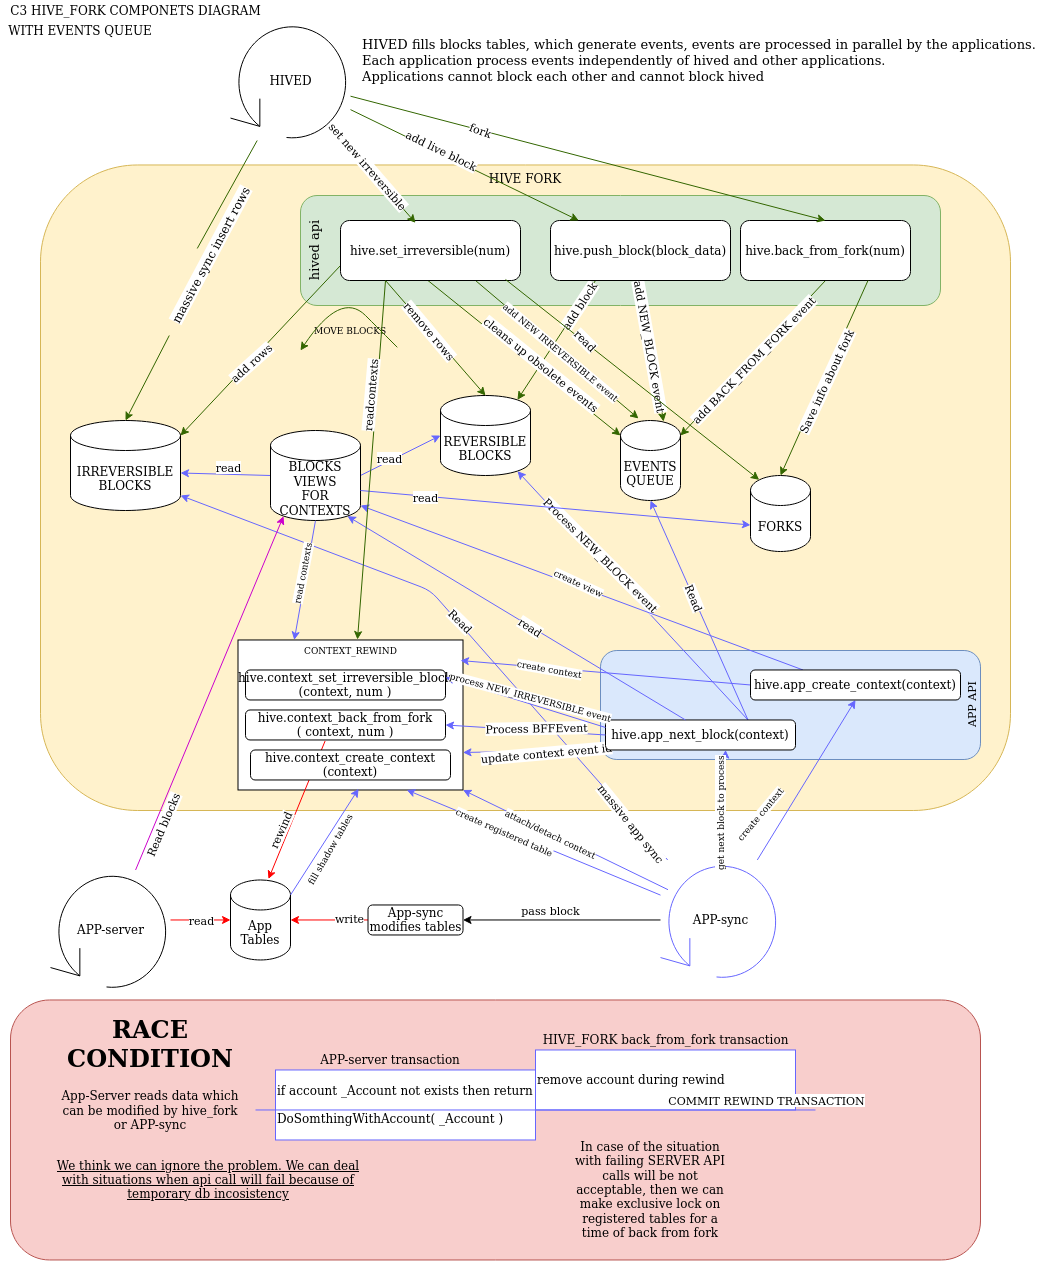 C3 HIVE_FORK COMPONETS DIAGRAM
WITH EVENTS QUEUE
HIVED fills blocks tables, which generate events, events are processed in parallel by the applications.
Each application process events independently of hived and other applications.
Applications cannot block each other and cannot block hived
HIVED
set new irreversible
add live block
fork
HIVE FORK
massive sync insert rows
hived api
hive.set_irreversible(num)
hive.push_block(block_data)
hive.back_from_fork(num)
MOVE BLOCKS
add rows
readcontexts
remove rows
cleans up obsolete events
add NEW IRREVERSIBLE event
read
add block
add NEW_BLOCK event
add BACK_FROM_FORK event
Save info about fork
IRREVERSIBLE
BLOCKS
read
BLOCKS
VIEWS
FOR
CONTEXTS
read
read
REVERSIBLE
BLOCKS
EVENTS
QUEUE
FORKS
read contexts
Process NEW_BLOCK event
create view
Read
Read
read
CONTEXT_REWIND
hive.context_set_irreversible_block
(context, num )
hive.context_back_from_fork
( context, num )
hive.context_create_context
(context)
create context
process NEW_IRREVERSIBLE event
Process BFFEvent
update context event id
hive.app_create_context(context)
hive.app_next_block(context)
APP API
Read blocks
rewind
fill shadow tables
create registered table
attach/detach context
massive app sync
get next block to process
create context
APP-server
read
App
Tables
write
App-sync
modifies tables
pass block
APP-sync
RACE
CONDITION
App-Server reads data which
can be modified by hive_fork
or APP-sync
We think we can ignore the problem. We can deal
with situations when api call will fail because of
temporary db incosistency
APP-server transaction
if account _Account not exists then return
DoSomthingWithAccount( _Account )
HIVE_FORK back_from_fork transaction
remove account during rewind
COMMIT REWIND TRANSACTION
In case of the situation
with failing SERVER API
calls will be not
acceptable, then we can
make exclusive lock on
registered tables for a
time of back from fork